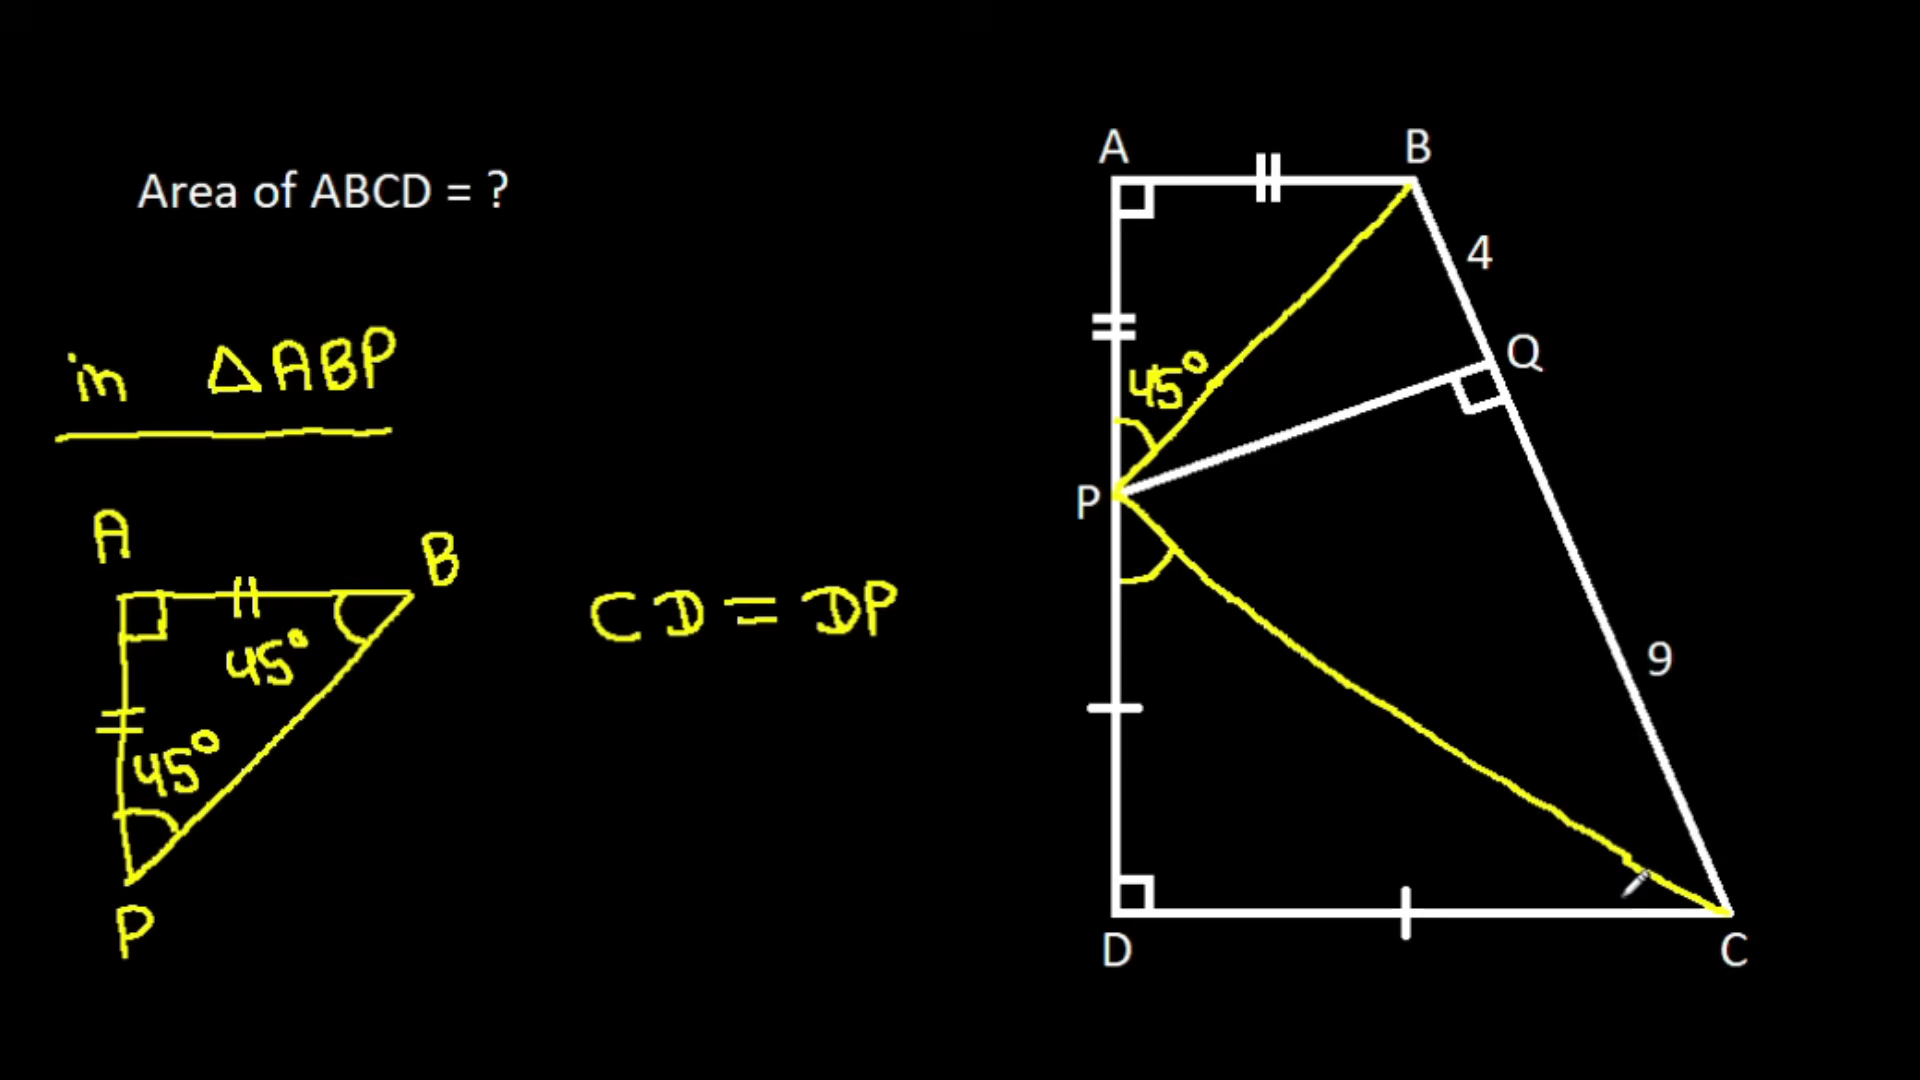 Area of ABCD = ?
in ΔABP
A
B
45°
45°
P
CD = DP
A
B
4
Q
45°
P
9
D
C